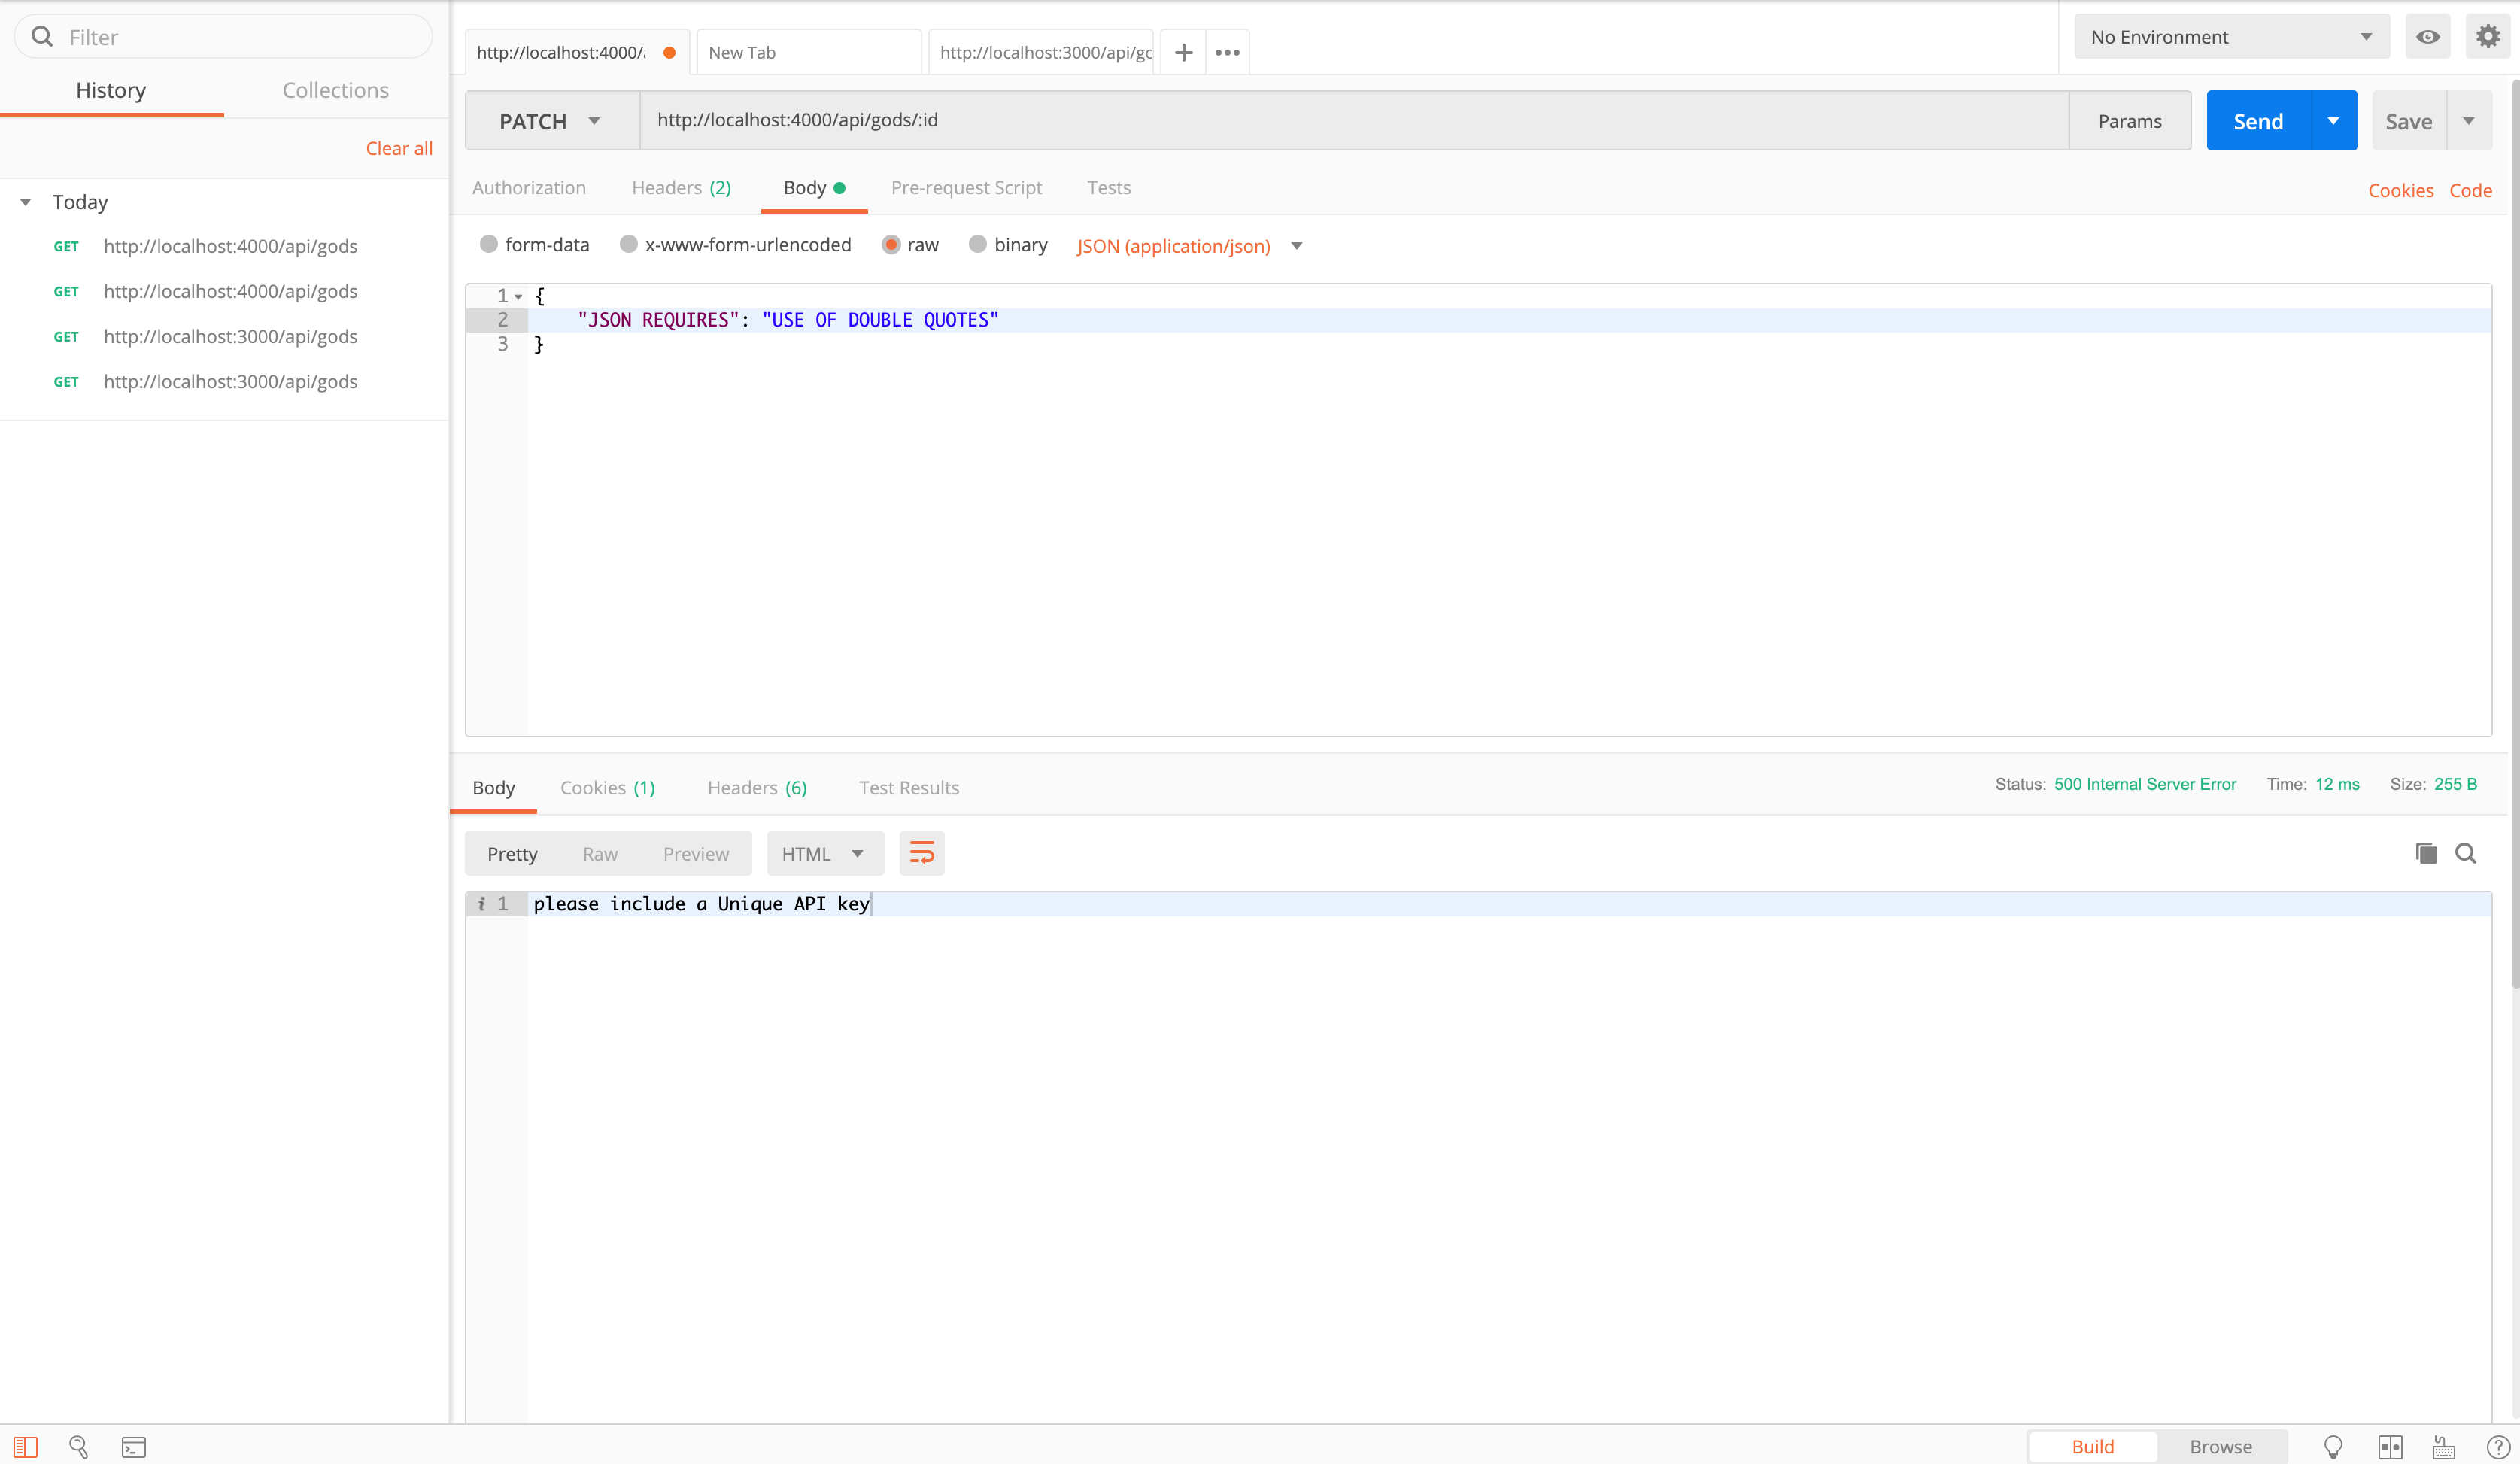 Filter
History
Collections
Clear all
Today
GET http://localhost:4000/api/gods
GET http://localhost:4000/api/gods
GET http://localhost:3000/api/gods
GET http://localhost:3000/api/gods
http://localhost:4000/
New Tab
http://localhost:3000/api/go
No Environment
PATCH
http://localhost:4000/api/gods/:id
Params
Send
Save
Authorization
Headers (2)
Body
Pre-request Script
Tests
Cookies
Code
form-data
x-www-form-urlencoded
raw
binary
JSON (application/json)
1 {
2 "JSON REQUIRES": "USE OF DOUBLE QUOTES"
3 }
Body
Cookies (1)
Headers (6)
Test Results
Status: 500 Internal Server Error
Time: 12 ms
Size: 255 B
Pretty
Raw
Preview
HTML
i 1 please include a Unique API key
Build
Browse